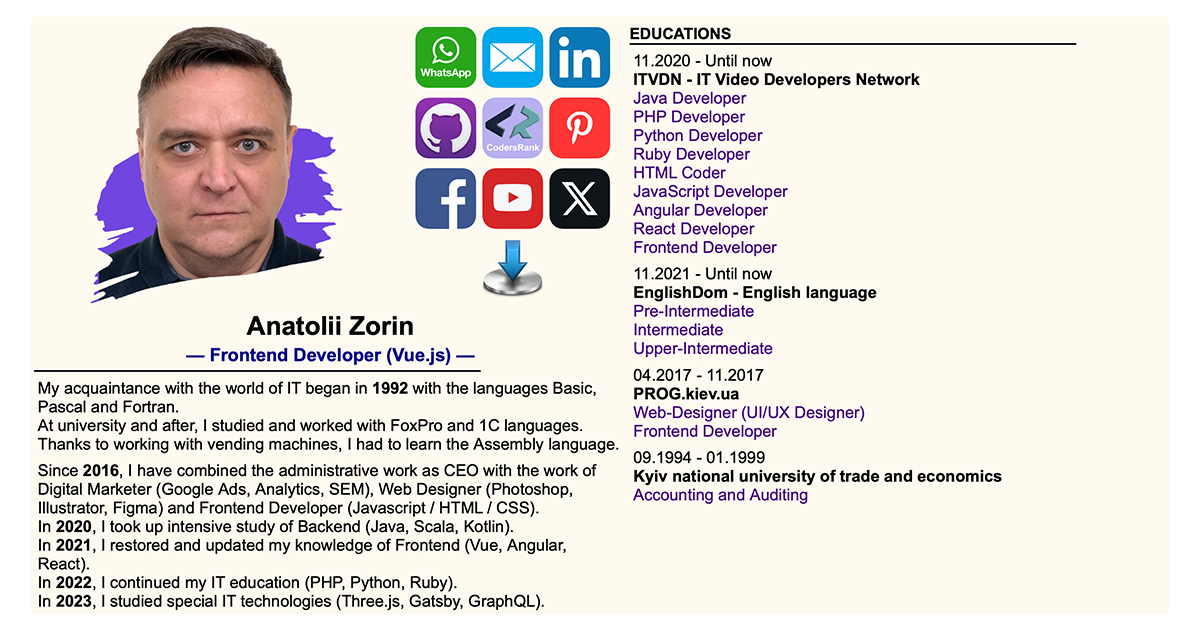 WhatsApp
in
CodersRank
Anatolii Zorin
— Frontend Developer (Vue.js) —
My acquaintance with the world of IT began in 1992 with the languages Basic,
Pascal and Fortran.
At university and after, I studied and worked with FoxPro and 1C languages.
Thanks to working with vending machines, I had to learn the Assembly language.
Since 2016, I have combined the administrative work as CEO with the work of
Digital Marketer (Google Ads, Analytics, SEM), Web Designer (Photoshop,
Illustrator, Figma) and Frontend Developer (Javascript / HTML / CSS).
In 2020, I took up intensive study of Backend (Java, Scala, Kotlin).
In 2021, I restored and updated my knowledge of Frontend (Vue, Angular,
React).
In 2022, I continued my IT education (PHP, Python, Ruby).
In 2023, I studied special IT technologies (Three.js, Gatsby, GraphQL).
EDUCATIONS
11.2020 - Until now
ITVDN - IT Video Developers Network
Java Developer
PHP Developer
Python Developer
Ruby Developer
HTML Coder
JavaScript Developer
Angular Developer
React Developer
Frontend Developer
11.2021 - Until now
EnglishDom - English language
Pre-Intermediate
Intermediate
Upper-Intermediate
04.2017 - 11.2017
PROG.kiev.ua
Web-Designer (UI/UX Designer)
Frontend Developer
09.1994 - 01.1999
Kyiv national university of trade and economics
Accounting and Auditing